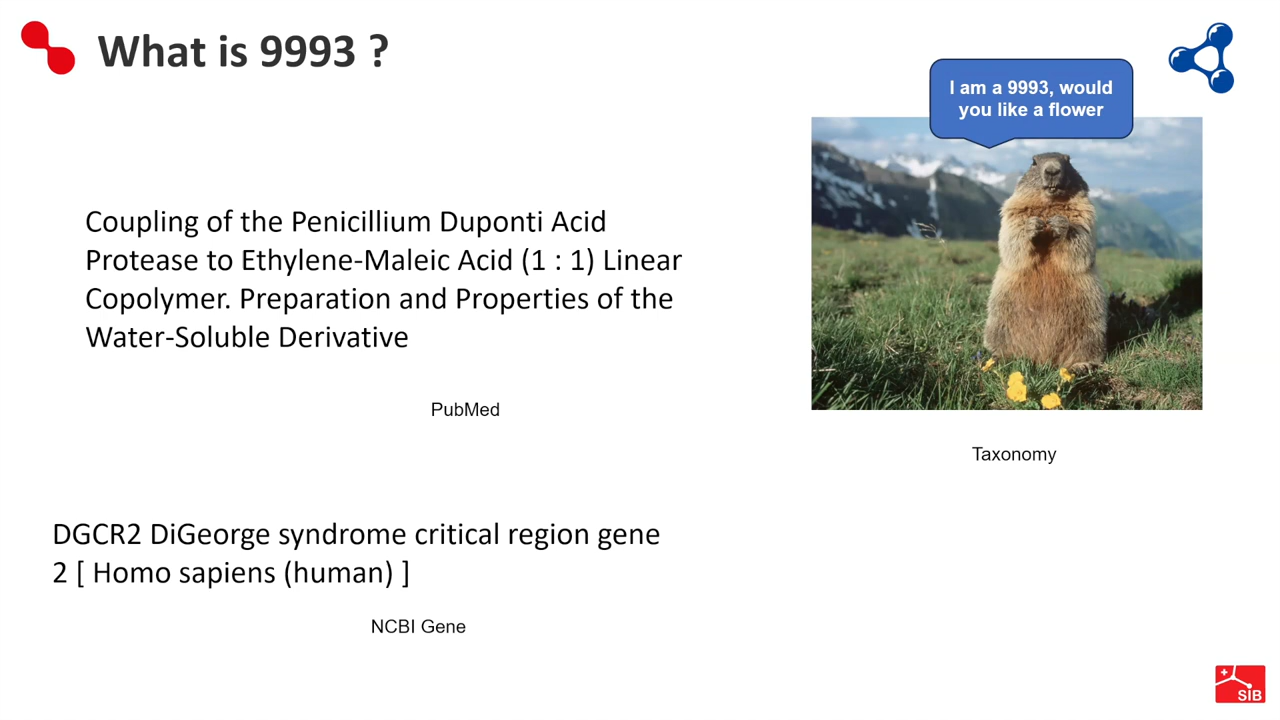 What is 9993 ?
I am a 9993, would
you like a flower
Coupling of the Penicillium Duponti Acid
Protease to Ethylene-Maleic Acid (1 : 1) Linear
Copolymer. Preparation and Properties of the
Water-Soluble Derivative
PubMed
Taxonomy
DGCR2 DiGeorge syndrome critical region gene
2 [ Homo sapiens (human) ]
NCBI Gene
SIB